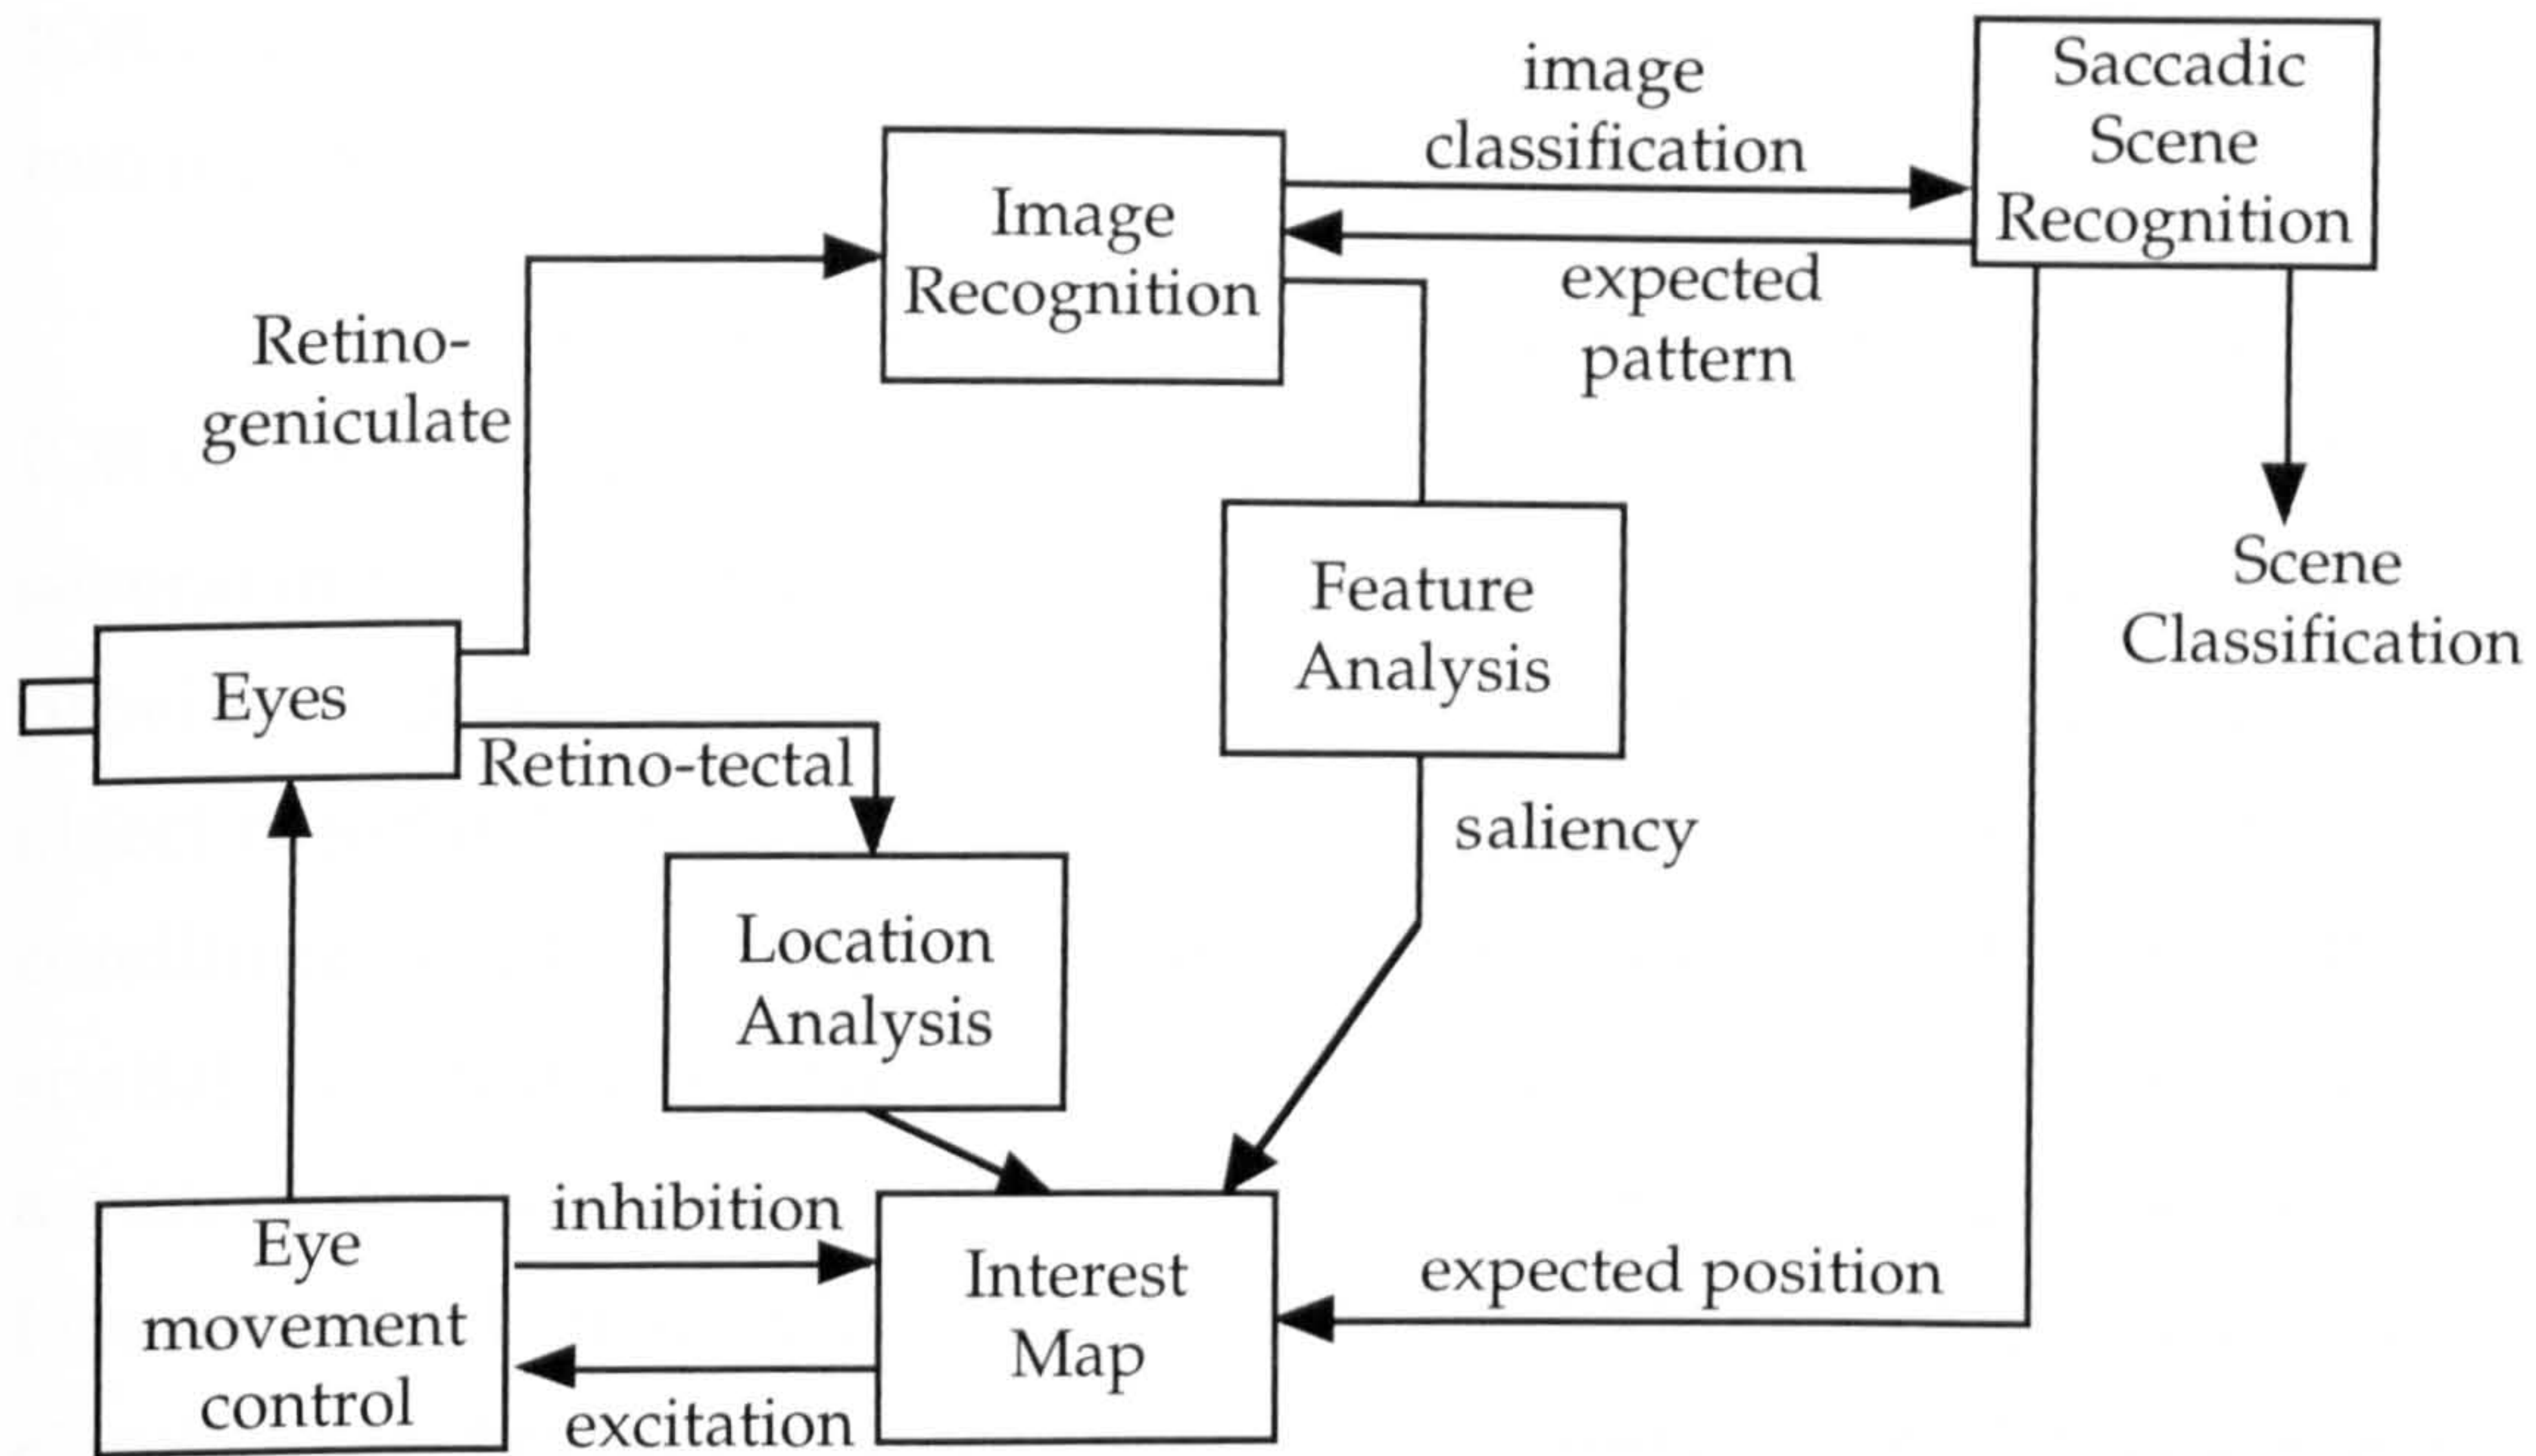 image
classification
Saccadic
Scene
Recognition
Image
Recognition
expected
pattern
Retino-
geniculate
Feature
Analysis
Scene
Classification
Eyes
Retino-tectal
saliency
Location
Analysis
inhibition
Eye
movement
control
Interest
Map
expected position
excitation